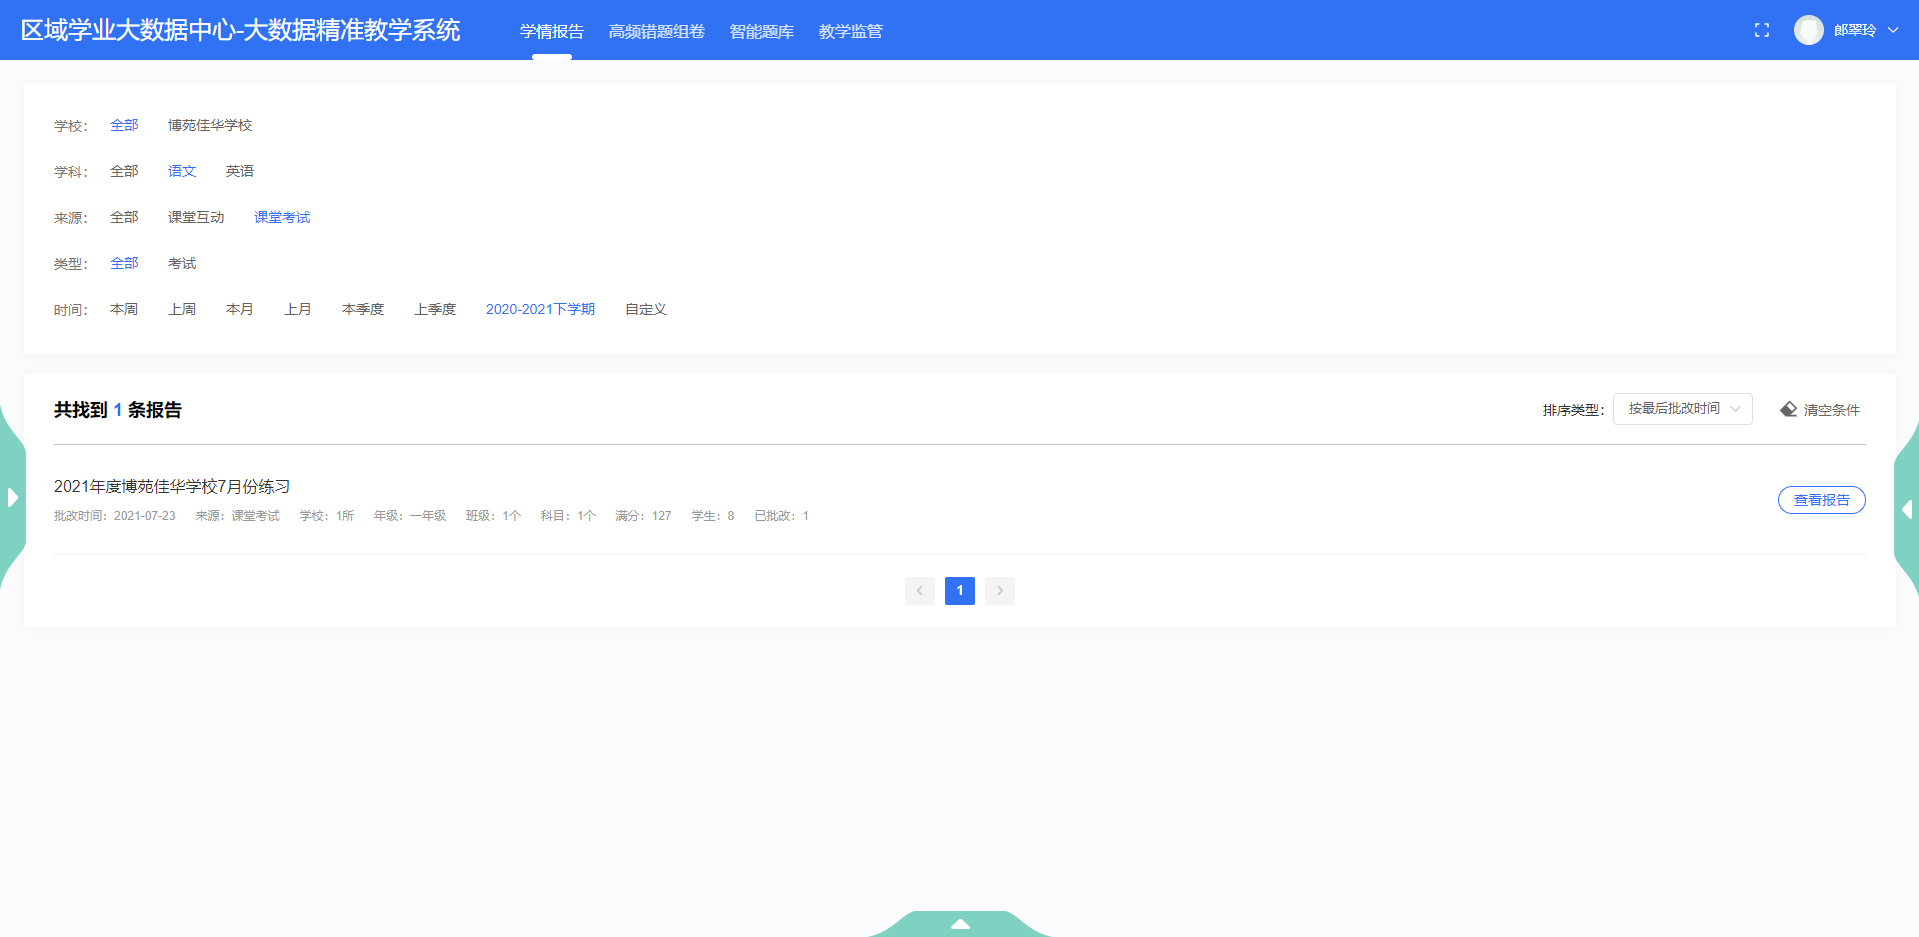 区域学业大数据中心-大数据精准教学系统 学情报告 高频错题组卷 智能题库 教学监管 郎翠玲
学校： 全部 博苑佳华学校
学科： 全部 语文 英语
来源： 全部 课堂互动 课堂考试
类型： 全部 考试
时间： 本周 上周 本月 上月 本季度 上季度 2020-2021下学期 自定义
共找到 1 条报告 排序类型： 按最后批改时间 清空条件
2021年度博苑佳华学校7月份练习
批改时间：2021-07-23 来源：课堂考试 学校：1所 年级：一年级 班级：1个 科目：1个 满分：127 学生：8 已批改：1 查看报告
1